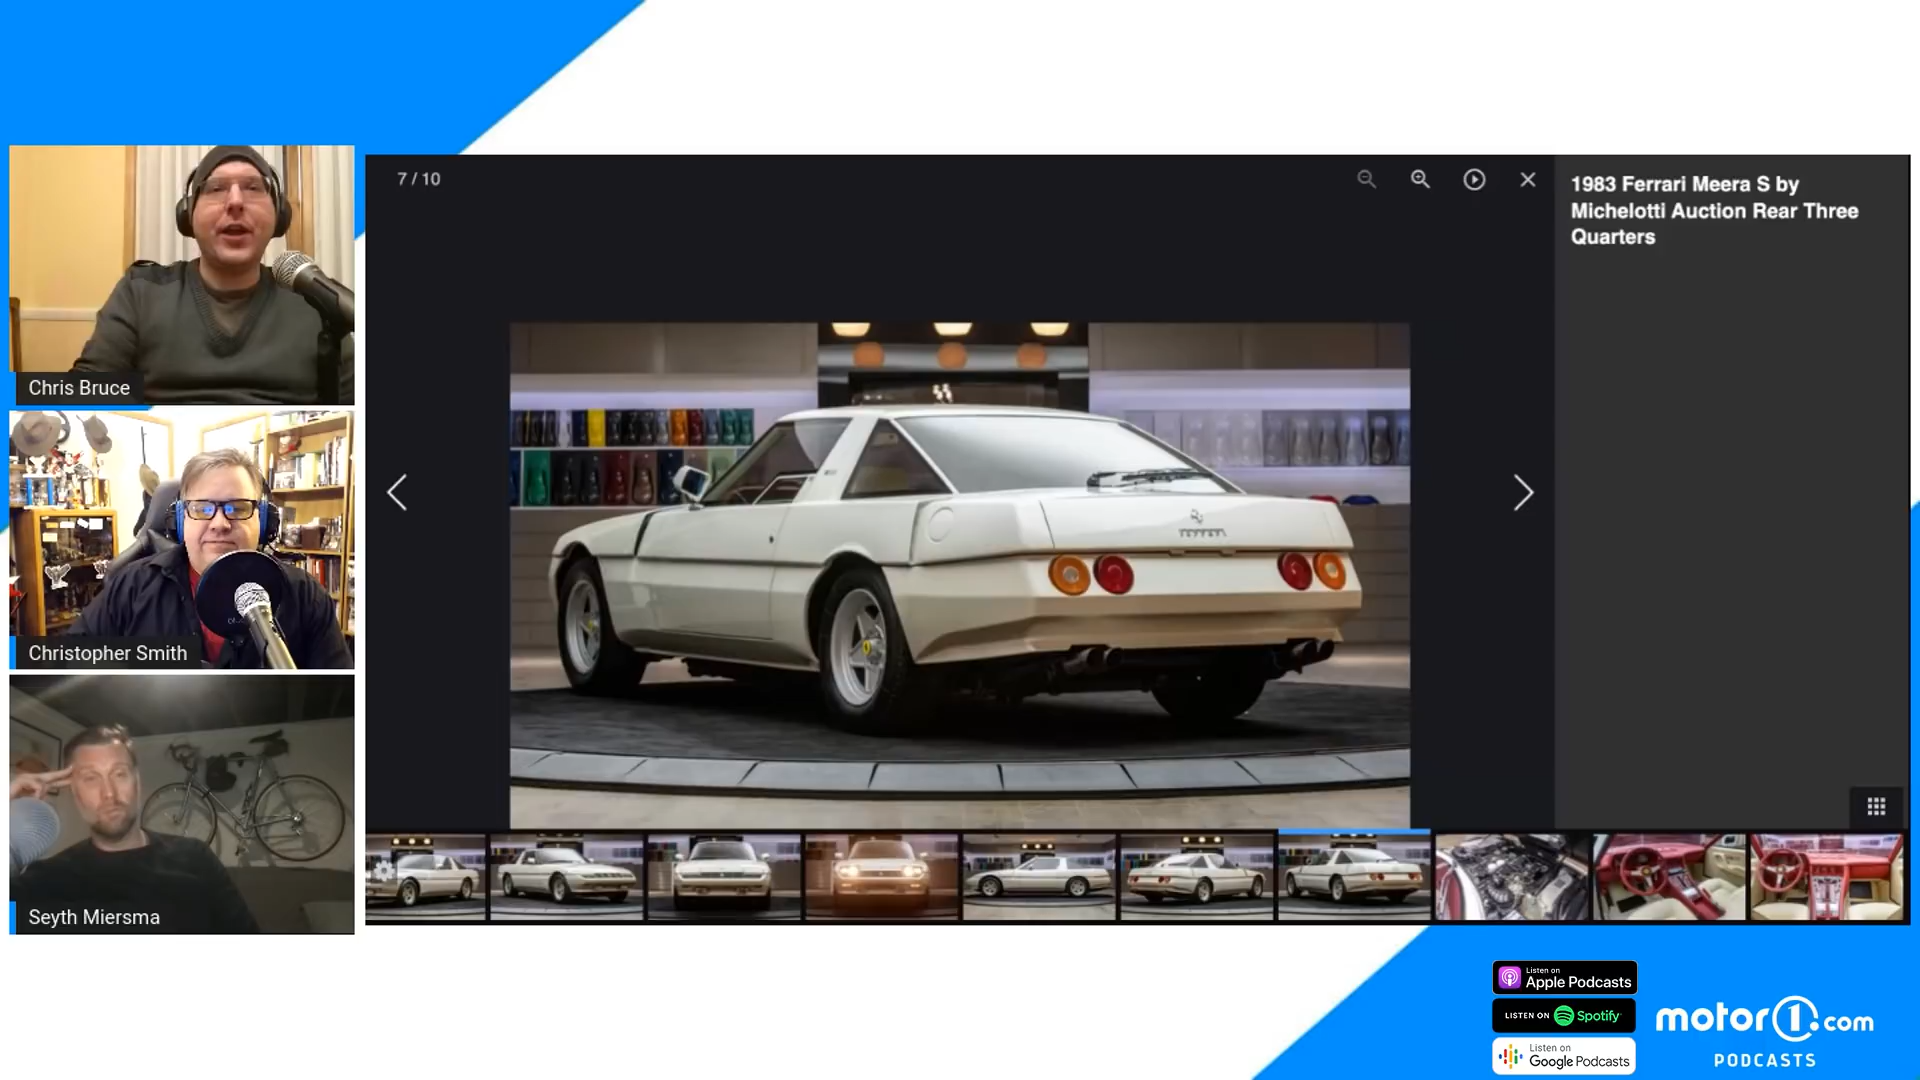 Chris Bruce
Christopher Smith
Seyth Miersma
7 / 10
1983 Ferrari Meera S by
Michelotti Auction Rear Three
Quarters
Ferrari
Listen on
Apple Podcasts
LISTEN ON Spotify
Listen on
Google Podcasts
motor1.com
PODCASTS